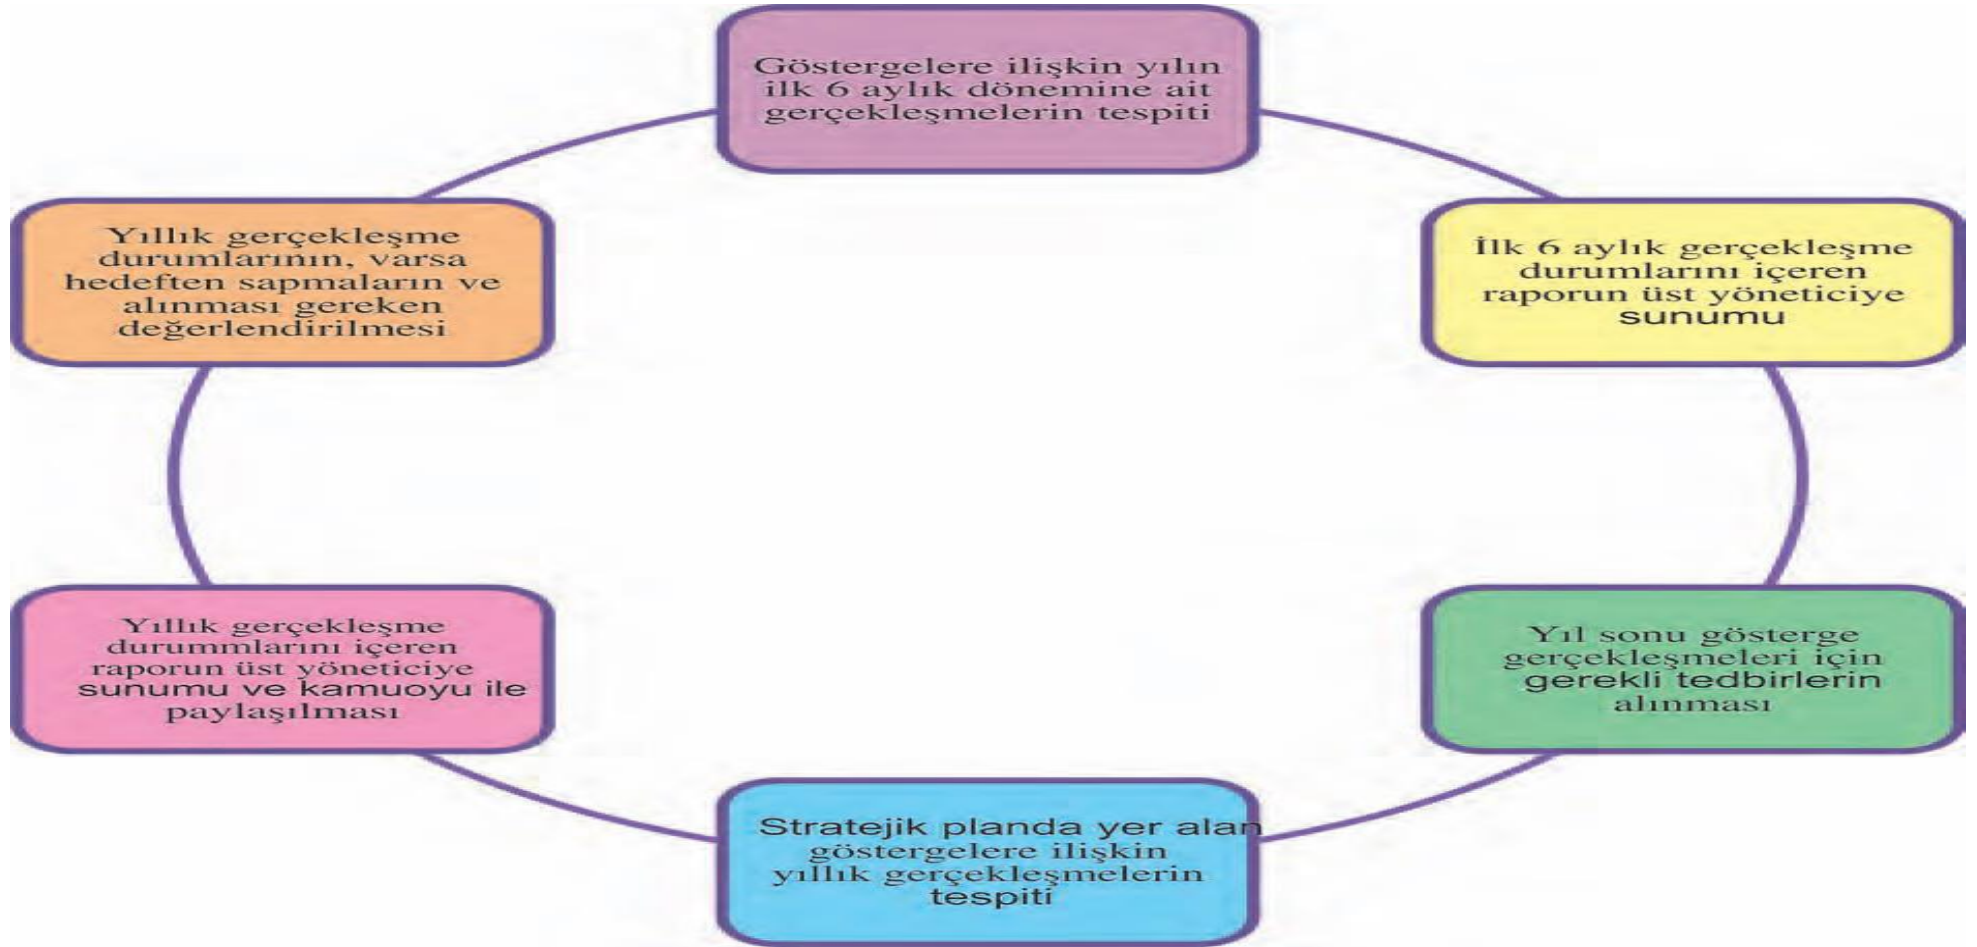 Göstergelere ilişkin yılın
ilk 6 aylık dönemine ait
gerçekleşmelerin tespiti
İlk 6 aylık gerçekleşme
durumlarını içeren
raporun üst yöneticiye
sunumu
Yıl sonu gösterge
gerçekleşmeleri için
gerekli tedbirlerin
alınması
Stratejik planda yer alan
göstergelere ilişkin
yıllık gerçekleşmelerin
tespiti
Yıllık gerçekleşme
durummlarını içeren
raporun üst yöneticiye
sunumu ve kamuoyu ile
paylaşılması
Yıllık gerçekleşme
durumlarının, varsa
hedeften sapmaların ve
alınması gereken
değerlendirilmesi